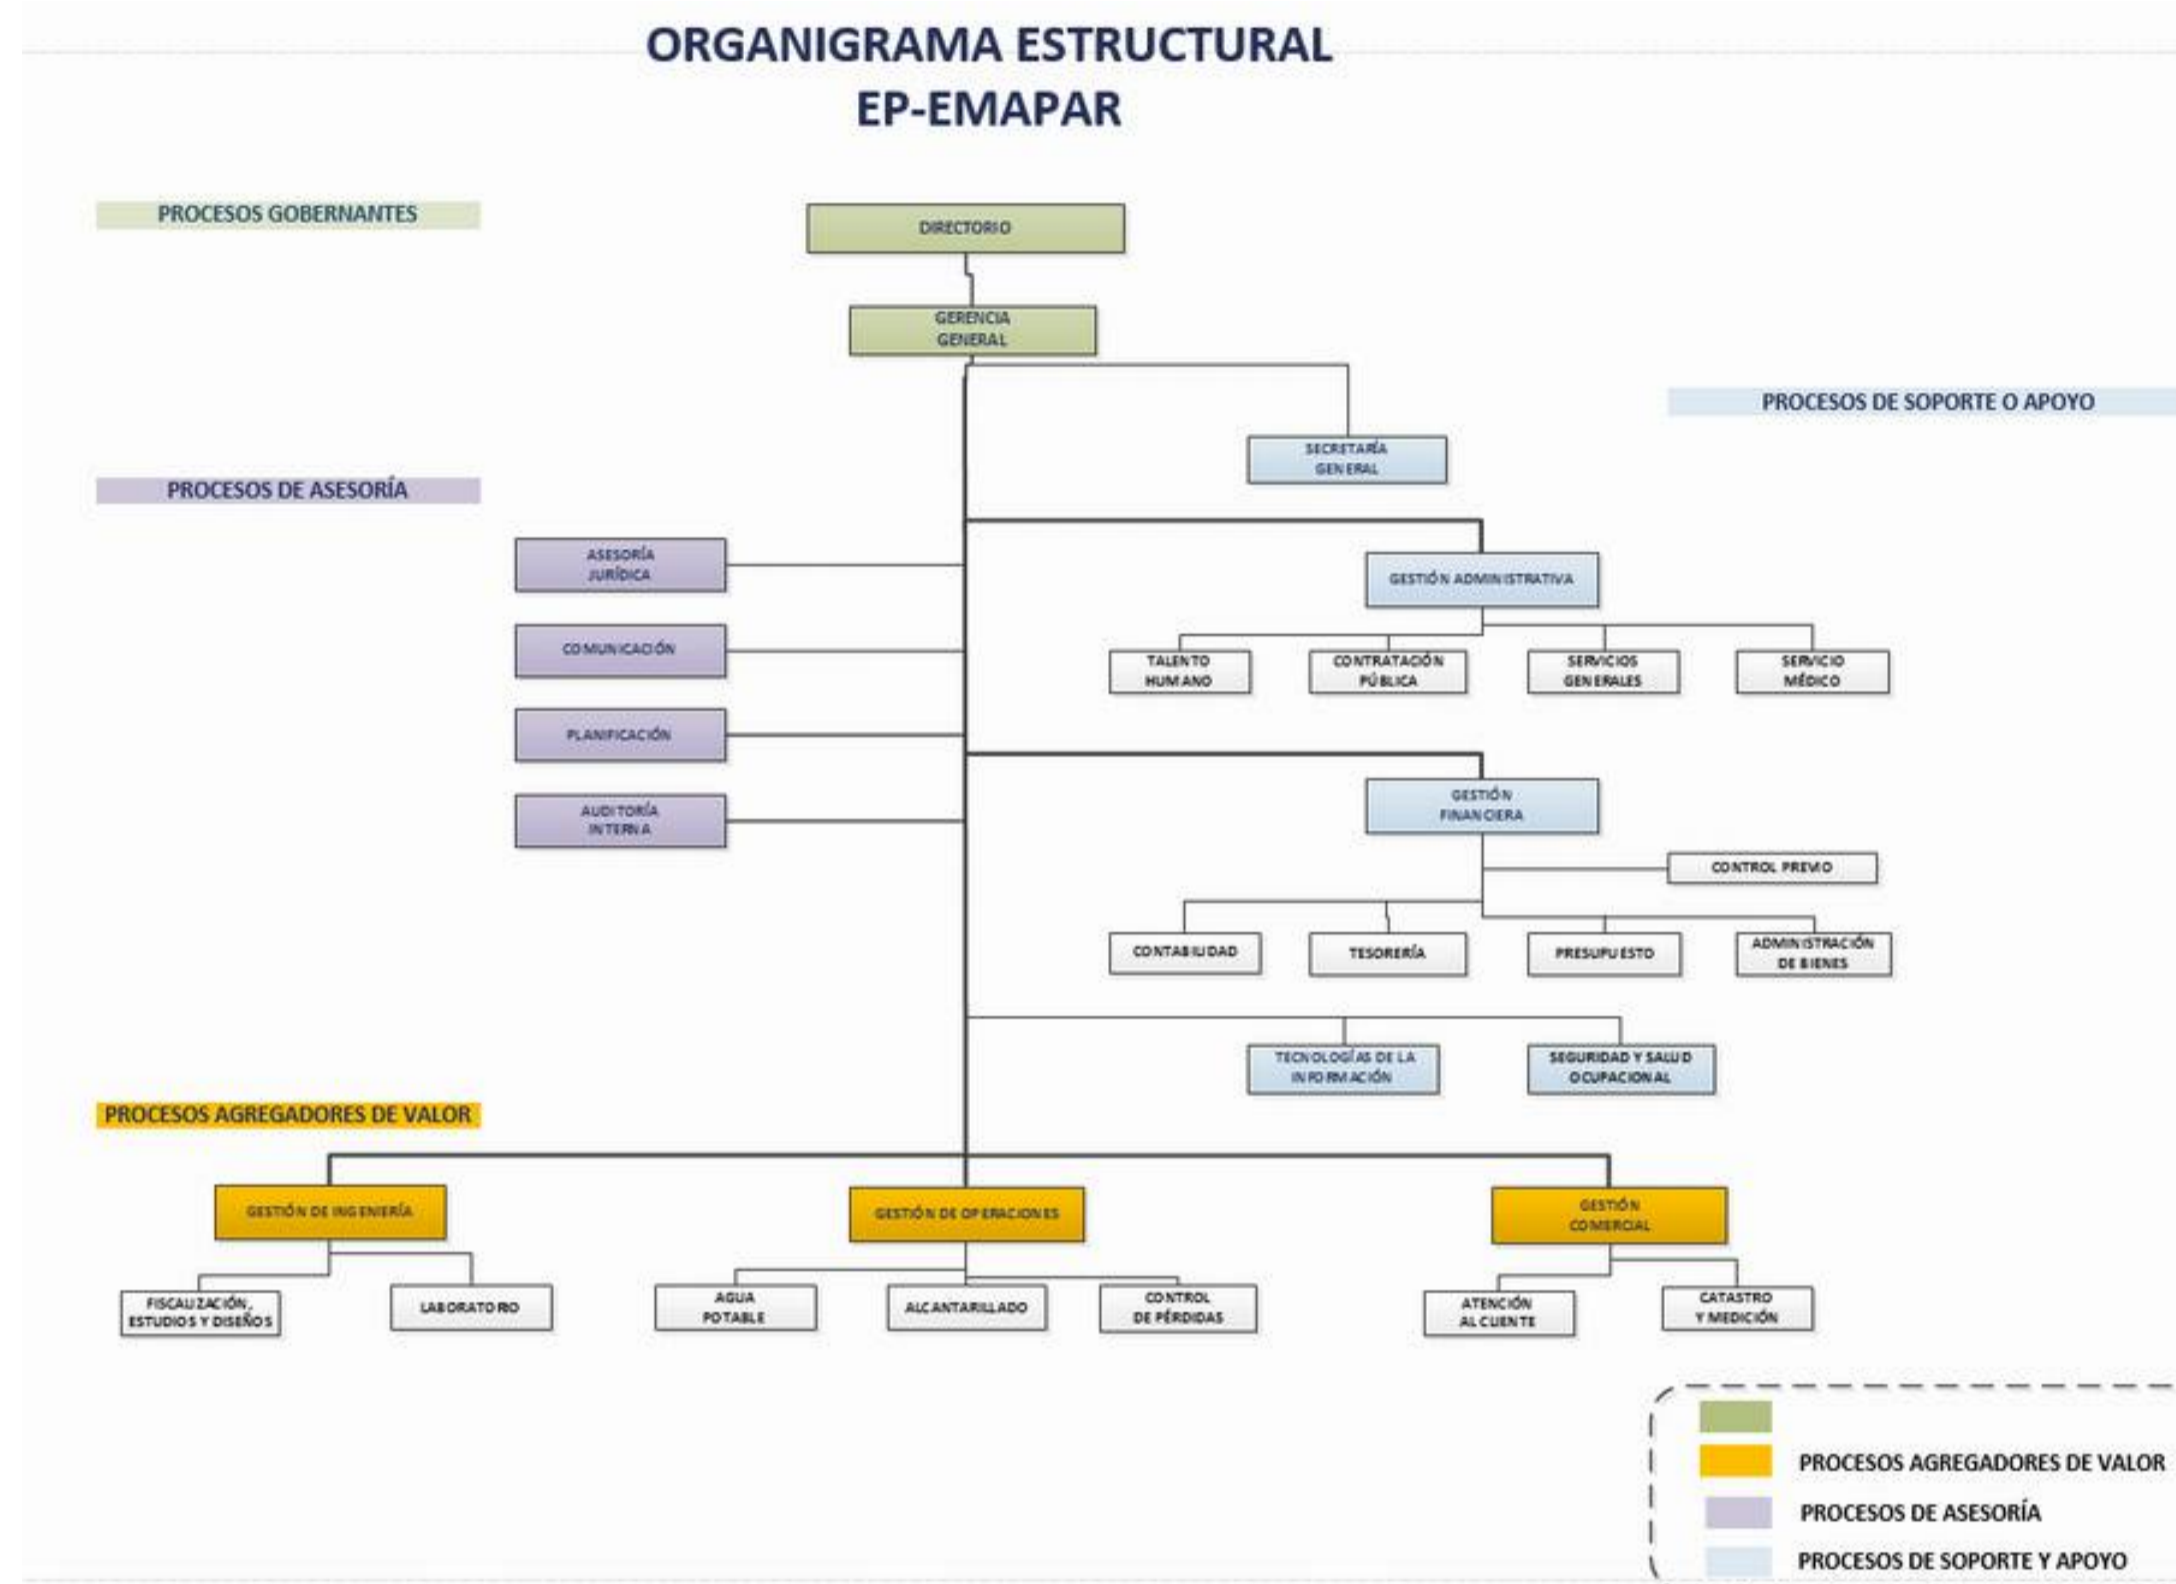 ORGANIGRAMA ESTRUCTURAL
EP-EMAPAR
PROCESOS GOBERNANTES
DIRECTORIO
GERENCIA
GENERAL
PROCESOS DE SOPORTE O APOYO
SECRETARÍA
GENERAL
PROCESOS DE ASESORÍA
ASESORÍA
JURÍDICA
COMUNICACIÓN
PLANIFICACIÓN
AUDITORÍA
INTERNA
GESTIÓN ADMINISTRATIVA
TALENTO
HUMANO
CONTRATACIÓN
PÚBLICA
SERVICIOS
GENERALES
SERVICIO
MÉDICO
GESTIÓN
FINANCIERA
CONTROL PREVIO
CONTABILIDAD
TESORERÍA
PRESUPUESTO
ADMINISTRACIÓN
DE BIENES
TECNOLOGÍAS DE LA
INFORMACIÓN
SEGURIDAD Y SALUD
OCUPACIONAL
PROCESOS AGREGADORES DE VALOR
GESTIÓN DE INGENIERÍA
FISCALIZACIÓN,
ESTUDIOS Y DISEÑOS
LABORATORIO
GESTIÓN DE OPERACIONES
AGUA
POTABLE
ALCANTARILLADO
CONTROL
DE PÉRDIDAS
GESTIÓN
COMERCIAL
ATENCIÓN
AL CLIENTE
CATASTRO
Y MEDICIÓN
PROCESOS AGREGADORES DE VALOR
PROCESOS DE ASESORÍA
PROCESOS DE SOPORTE Y APOYO